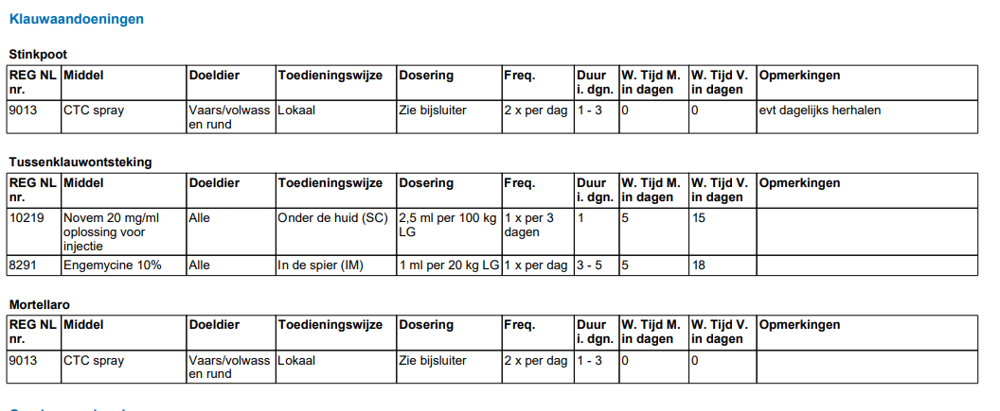 Klauwaandoeningen
Stinkpoot
REG NL nr. Middel Doeldier Toedieningswijze Dosering Freq. Duur i. dgn. W. Tijd M. in dagen W. Tijd V. in dagen Opmerkingen
9013 CTC spray Vaars/volwass en rund Lokaal Zie bijsluiter 2 x per dag 1 - 3 0 0 evt dagelijks herhalen
Tussenklauwontsteking
REG NL nr. Middel Doeldier Toedieningswijze Dosering Freq. Duur i. dgn. W. Tijd M. in dagen W. Tijd V. in dagen Opmerkingen
10219 Novem 20 mg/ml oplossing voor injectie Alle Onder de huid (SC) 2,5 ml per 100 kg LG 1 x per 3 dagen 1 5 15
8291 Engemycine 10% Alle In de spier (IM) 1 ml per 20 kg LG 1 x per dag 3 - 5 5 18
Mortellaro
REG NL nr. Middel Doeldier Toedieningswijze Dosering Freq. Duur i. dgn. W. Tijd M. in dagen W. Tijd V. in dagen Opmerkingen
9013 CTC spray Vaars/volwass en rund Lokaal Zie bijsluiter 2 x per dag 1 - 3 0 0